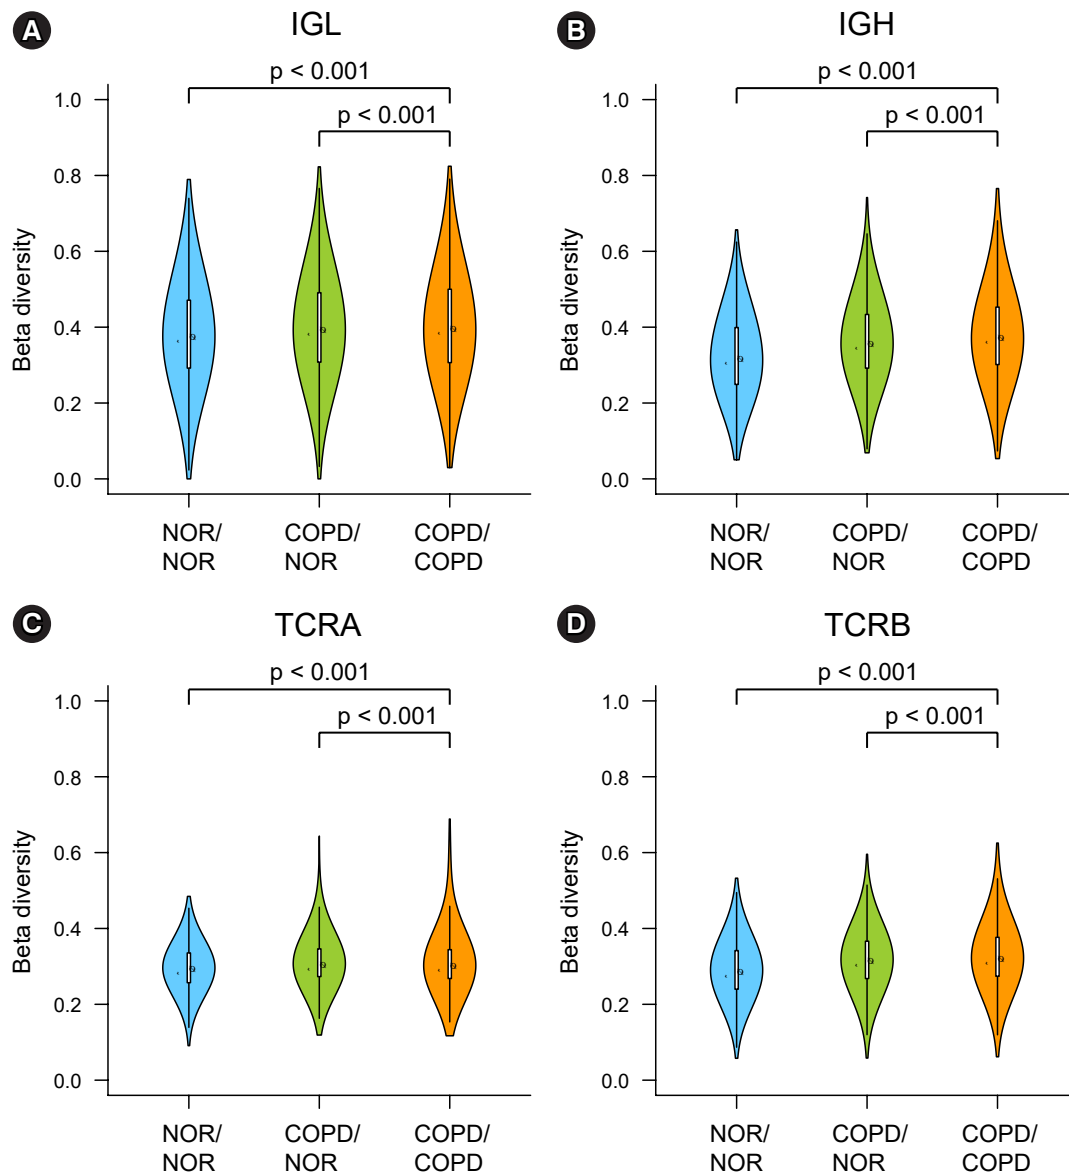 A
IGL
p < 0.001
p < 0.001
1.0
0.8
0.6
0.4
0.2
0.0
Beta diversity
NOR/
NOR
COPD/
NOR
COPD/
COPD
B
IGH
p < 0.001
p < 0.001
1.0
0.8
0.6
0.4
0.2
0.0
Beta diversity
NOR/
NOR
COPD/
NOR
COPD/
COPD
C
TCRA
p < 0.001
p < 0.001
1.0
0.8
0.6
0.4
0.2
0.0
Beta diversity
NOR/
NOR
COPD/
NOR
COPD/
COPD
D
TCRB
p < 0.001
p < 0.001
1.0
0.8
0.6
0.4
0.2
0.0
Beta diversity
NOR/
NOR
COPD/
NOR
COPD/
COPD